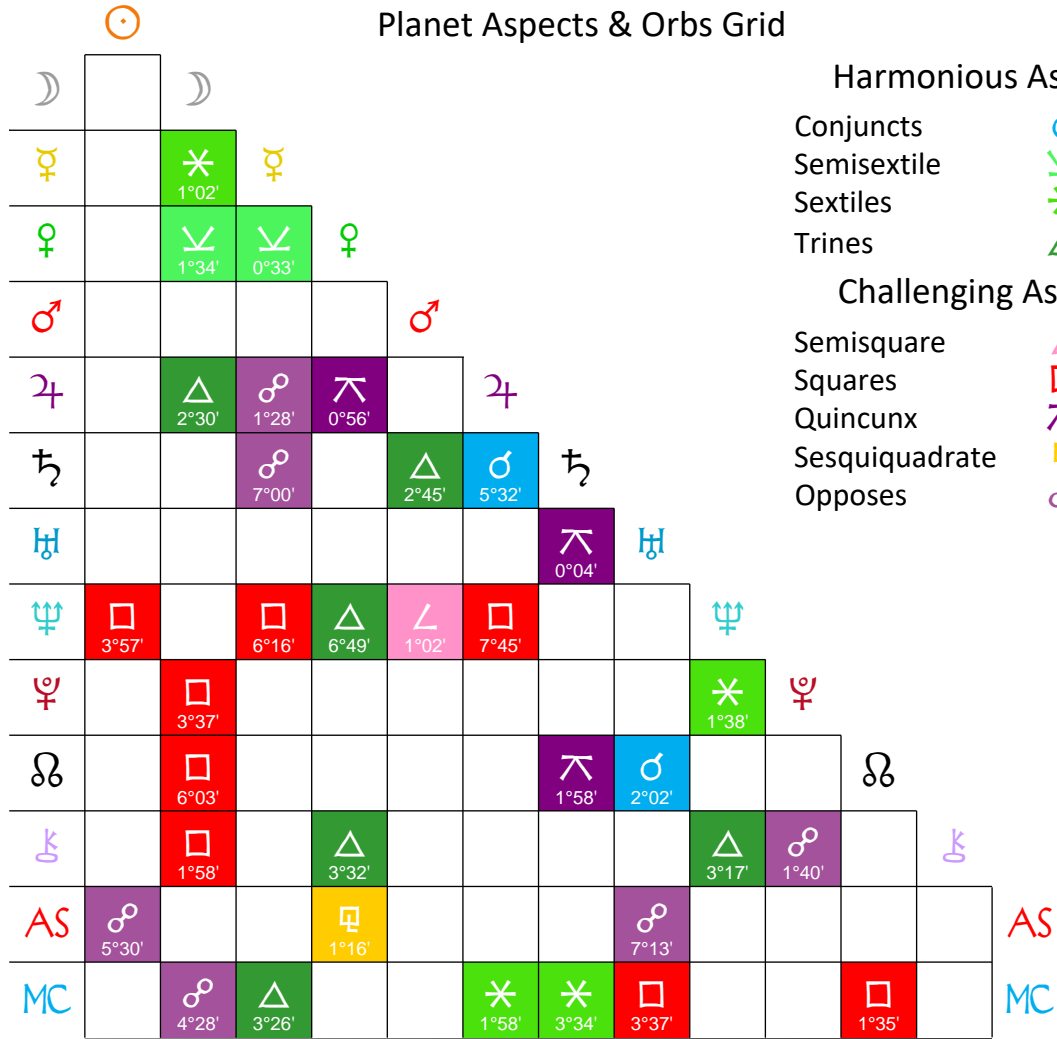 Planet Aspects & Orbs Grid
Harmonious As
Conjuncts
Semisextile
Sextiles
Trines
Challenging As
Semisquare
Squares
Quincunx
Sesquiquadrate
Opposes
☉
☽ ☽
☿ 1°02' ☿
♀ 1°34' 0°33' ♀
♂ ♂
♃ 2°30' 1°28' 0°56' ♃
♄ 7°00' 2°45' 5°32' ♄
♅ 0°04' ♅
♆ 3°57' 6°16' 6°49' 1°02' 7°45' ♆
♇ 3°37' 1°38' ♇
☊ 6°03' 1°58' 2°02' ☊
⚷ 1°58' 3°32' 3°17' 1°40' ⚷
AS 5°30' 1°16' 7°13' AS
MC 4°28' 3°26' 1°58' 3°34' 3°37' 1°35' MC